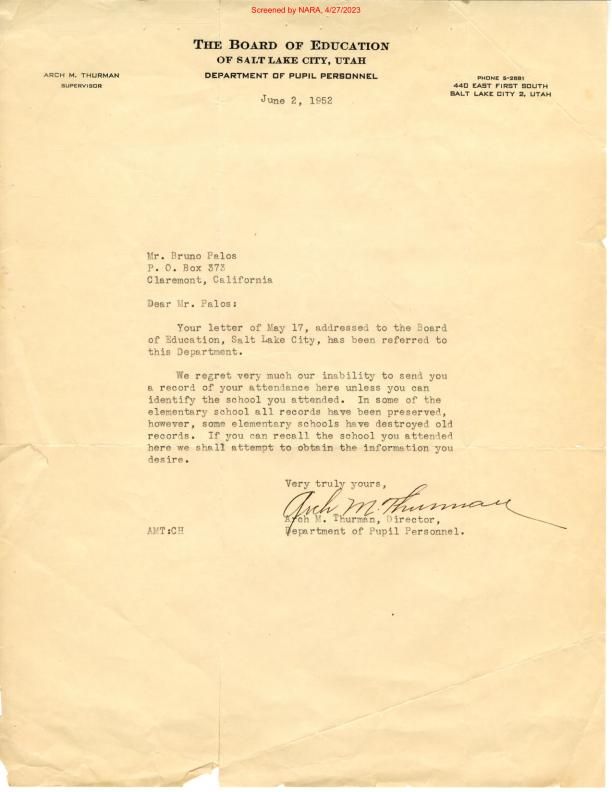 Screened by NARA, 4/27/2023
THE BOARD OF EDUCATION
OF SALT LAKE CITY, UTAH
DEPARTMENT OF PUPIL PERSONNEL
ARCH M. THURMAN
SUPERVISOR
PHONE 5-2881
440 EAST FIRST SOUTH
SALT LAKE CITY 2, UTAH
June 2, 1952
Mr. Bruno Palos
P. O. Box 373
Claremont, California
Dear Mr. Palos:
Your letter of May 17, addressed to the Board
of Education, Salt Lake City, has been referred to
this Department.
We regret very much our inability to send you
a record of your attendance here unless you can
identify the school you attended. In some of the
elementary school all records have been preserved,
however, some elementary schools have destroyed old
records. If you can recall the school you attended
here we shall attempt to obtain the information you
desire.
Very truly yours,
Arch M. Thurman
Arch M. Thurman, Director,
AMT:CH Department of Pupil Personnel.